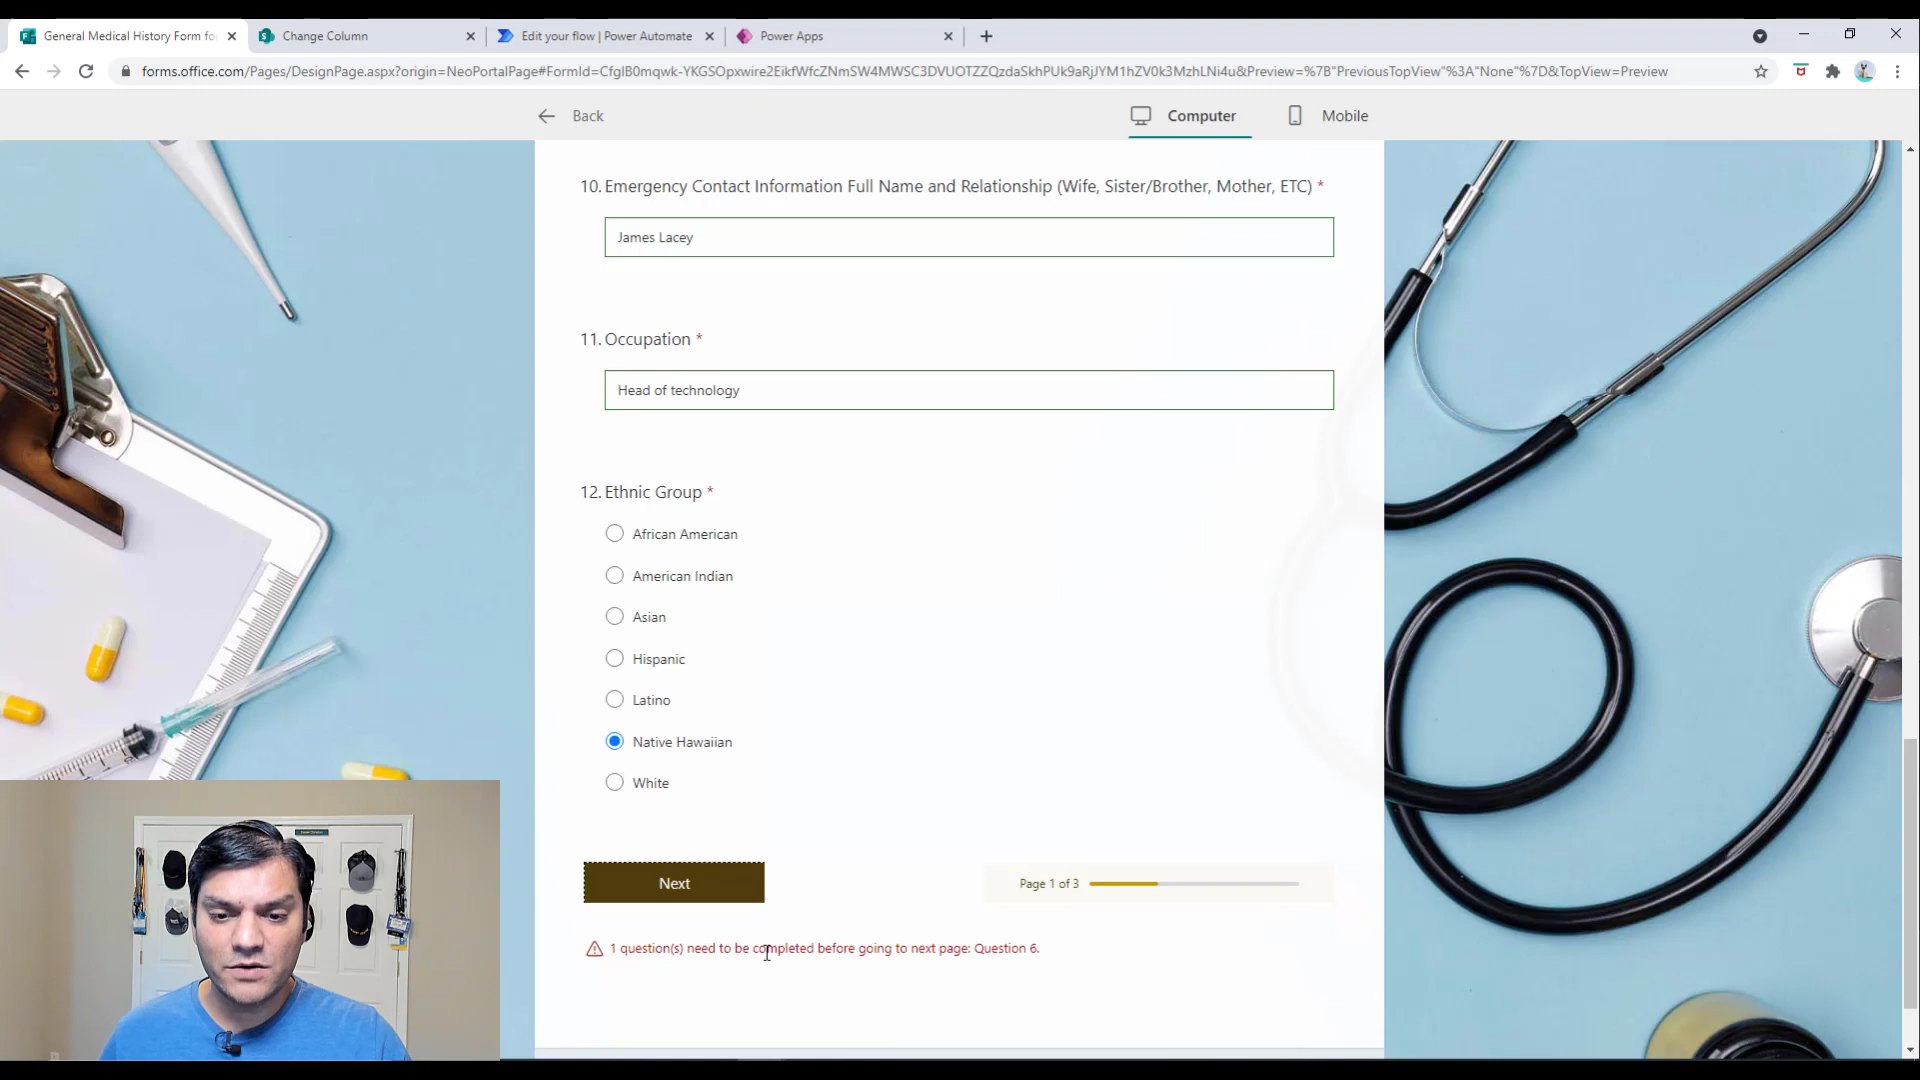 General Medical History Form fo
Change Column
Edit your flow | Power Automate
Power Apps
forms.office.com/Pages/DesignPage.aspx?origin=NeoPortalPage#FormId=CfglB0mqwk-YKGSOpxwire2EikfWfcZNmSW4MWSC3DVUOTZZQzdaSkhPUk9aRjJYM1hZV0k3MzhLNi4u&Preview=%7B"PreviousTopView"%3A"None"%7D&TopView=Preview
Back
Computer
Mobile
10. Emergency Contact Information Full Name and Relationship (Wife, Sister/Brother, Mother, ETC) *
James Lacey
11. Occupation *
Head of technology
12. Ethnic Group *
African American
American Indian
Asian
Hispanic
Latino
Native Hawaiian
White
Next
Page 1 of 3
1 question(s) need to be completed before going to next page: Question 6.